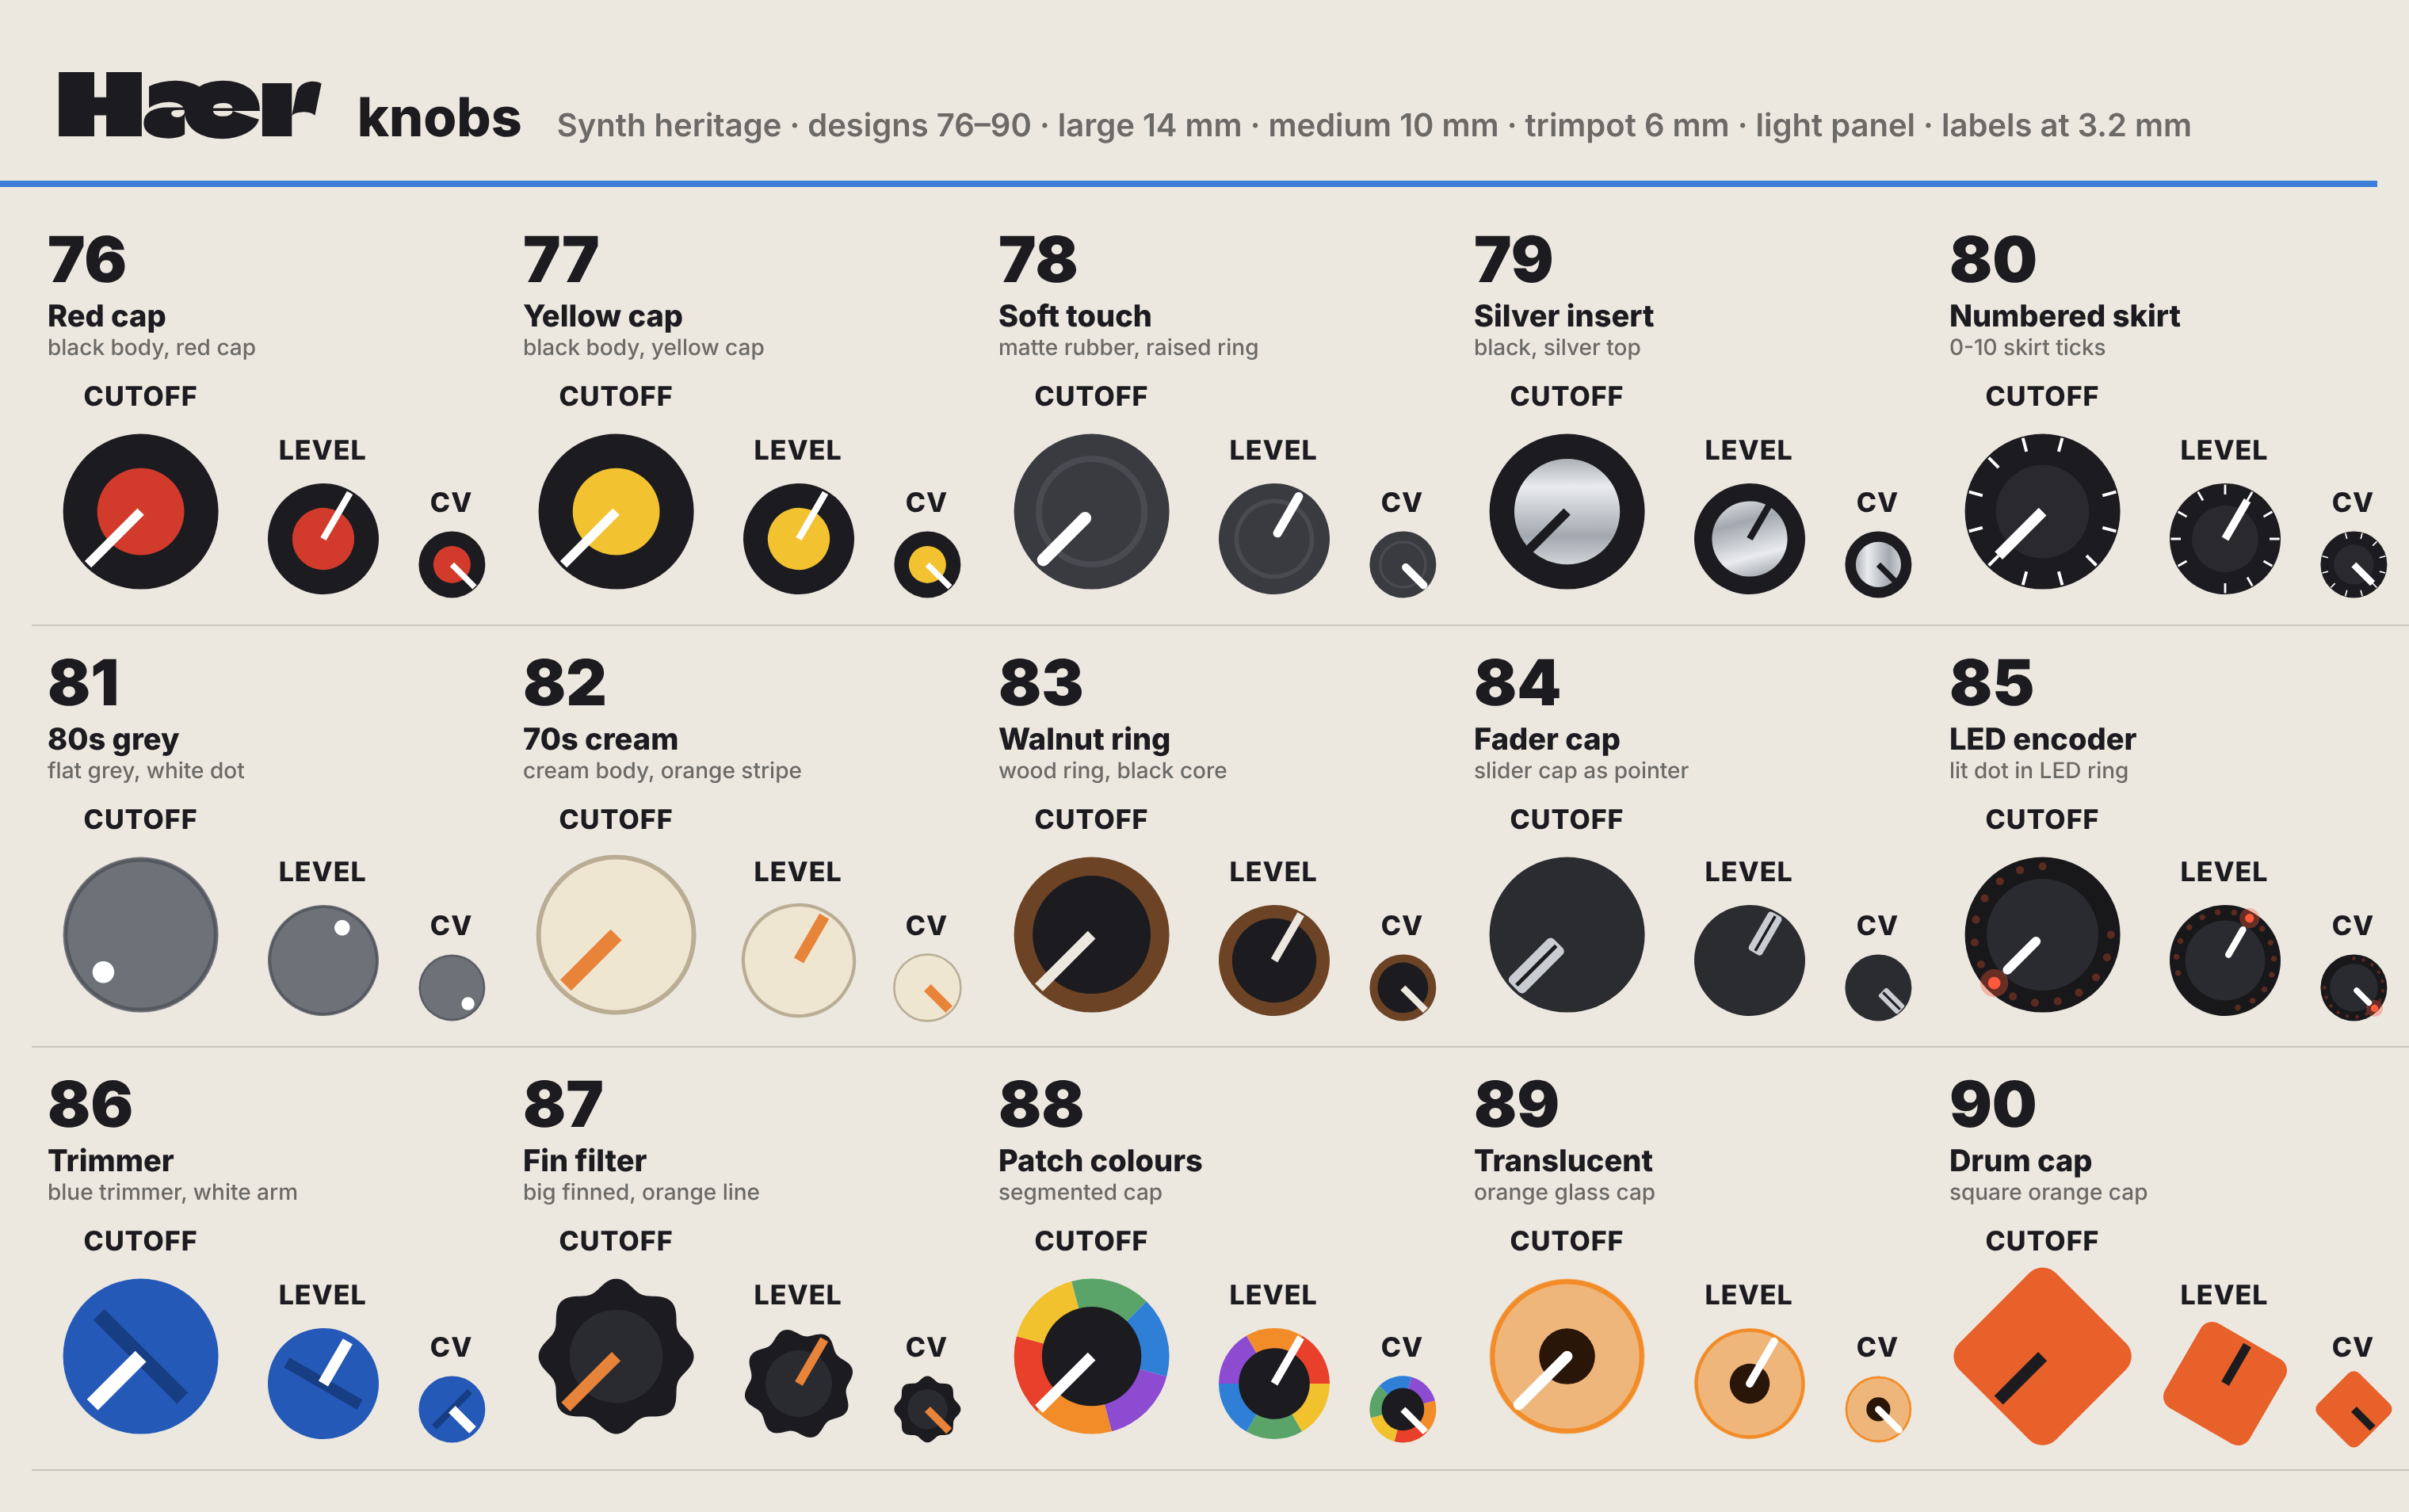 Hær knobs Synth heritage · designs 76–90 · large 14 mm · medium 10 mm · trimpot 6 mm · light panel · labels at 3.2 mm
76
Red cap
black body, red cap
CUTOFF
LEVEL
CV
77
Yellow cap
black body, yellow cap
CUTOFF
LEVEL
CV
78
Soft touch
matte rubber, raised ring
CUTOFF
LEVEL
CV
79
Silver insert
black, silver top
CUTOFF
LEVEL
CV
80
Numbered skirt
0-10 skirt ticks
CUTOFF
LEVEL
CV
81
80s grey
flat grey, white dot
CUTOFF
LEVEL
CV
82
70s cream
cream body, orange stripe
CUTOFF
LEVEL
CV
83
Walnut ring
wood ring, black core
CUTOFF
LEVEL
CV
84
Fader cap
slider cap as pointer
CUTOFF
LEVEL
CV
85
LED encoder
lit dot in LED ring
CUTOFF
LEVEL
CV
86
Trimmer
blue trimmer, white arm
CUTOFF
LEVEL
CV
87
Fin filter
big finned, orange line
CUTOFF
LEVEL
CV
88
Patch colours
segmented cap
CUTOFF
LEVEL
CV
89
Translucent
orange glass cap
CUTOFF
LEVEL
CV
90
Drum cap
square orange cap
CUTOFF
LEVEL
CV